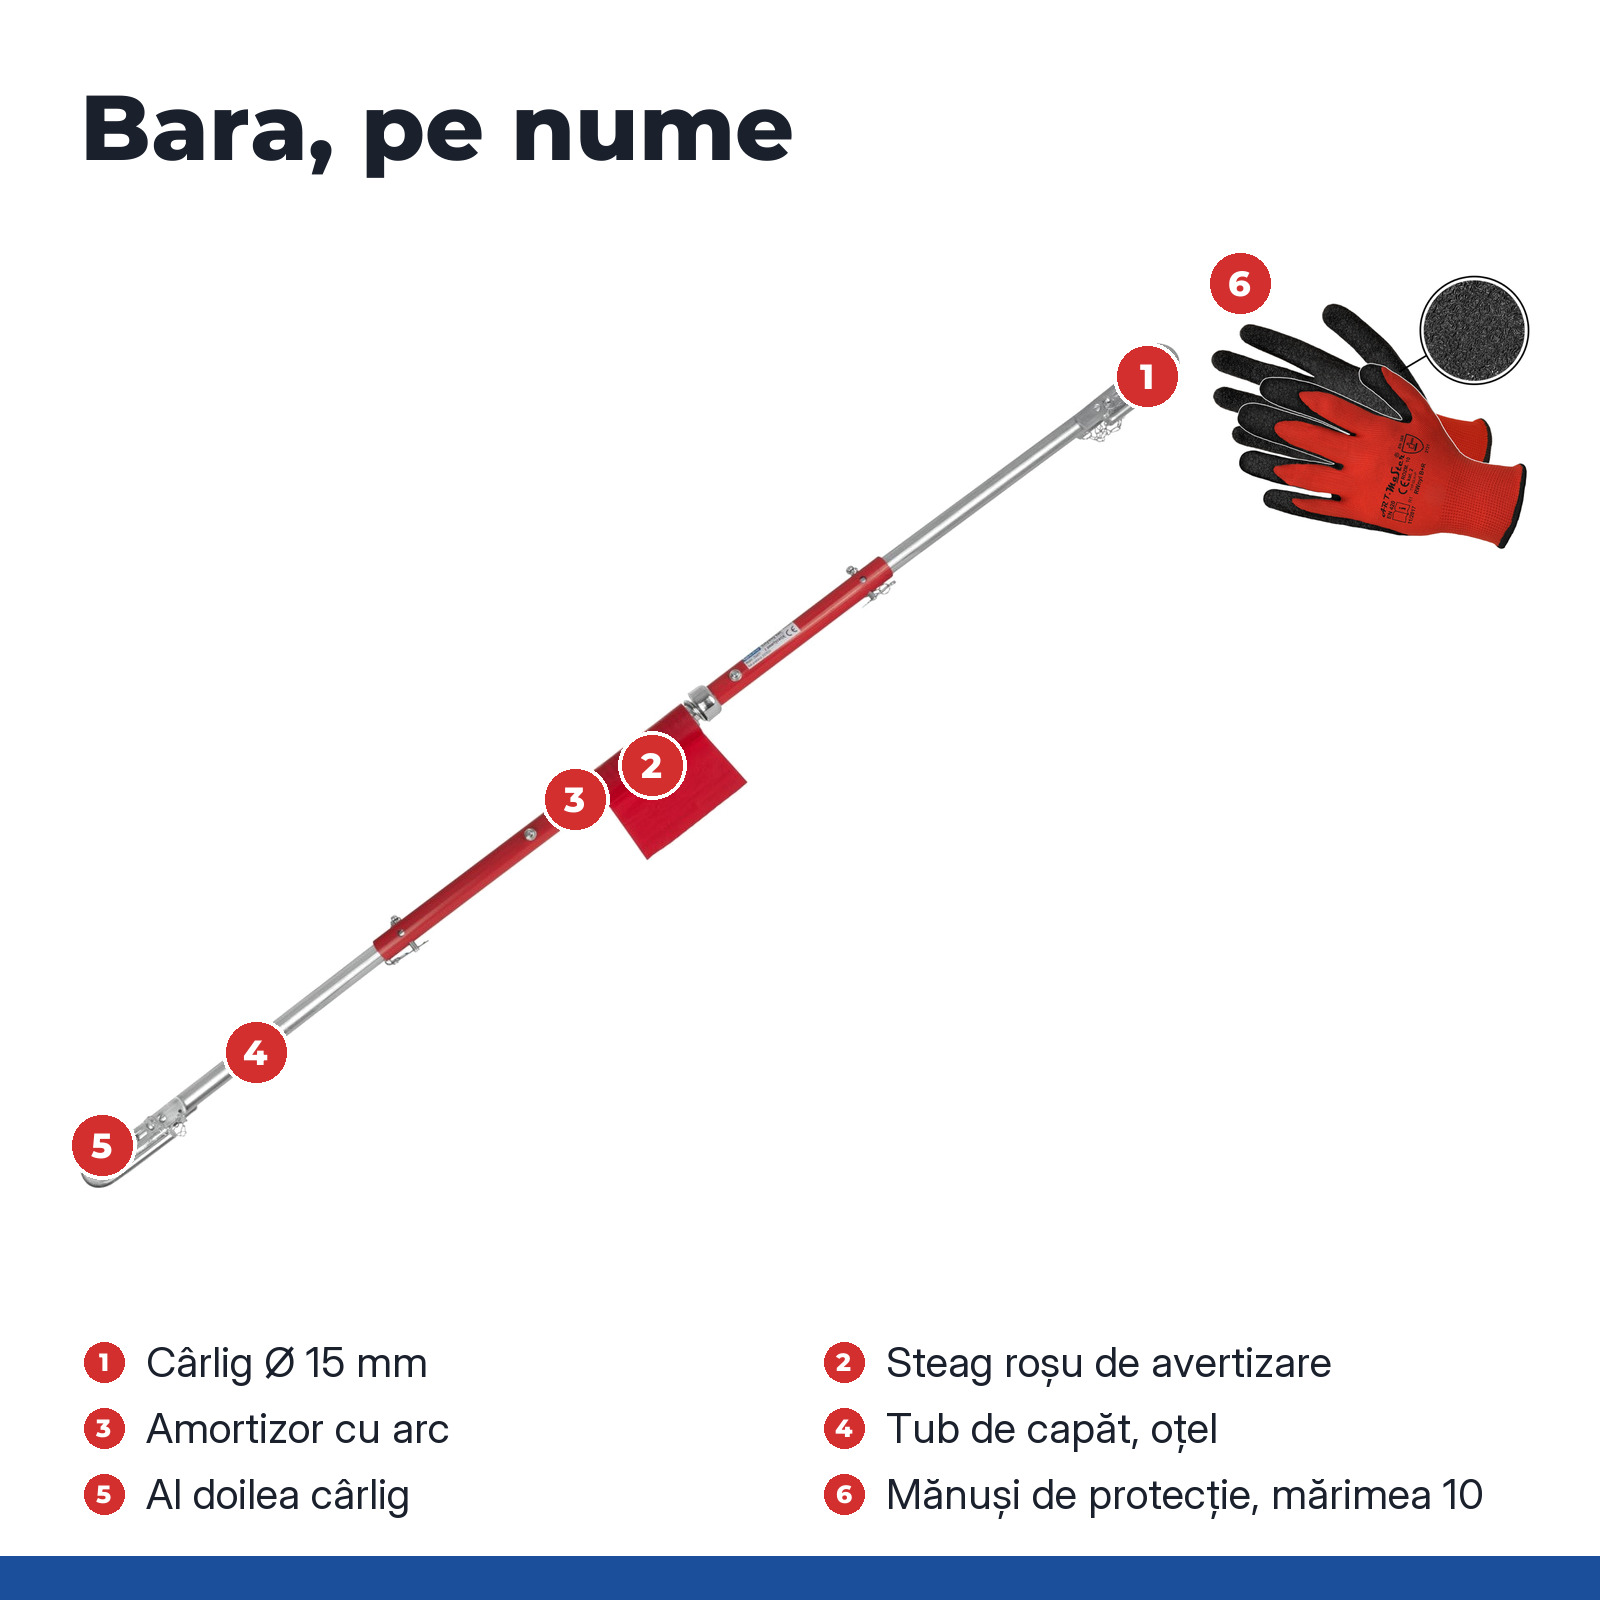 Bara, pe nume
6
1
2
3
4
5
1 Cârlig Ø 15 mm
2 Steag roșu de avertizare
3 Amortizor cu arc
4 Tub de capăt, oțel
5 Al doilea cârlig
6 Mănuși de protecție, mărimea 10